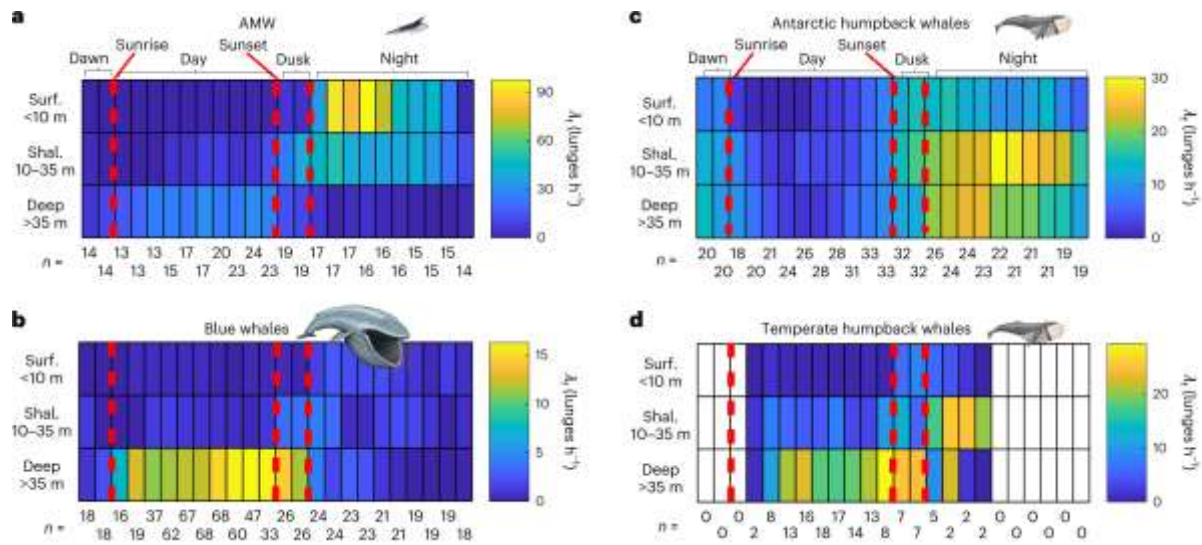 a
AMW
Sunrise
Sunset
Dawn
Day
Dusk
Night
Surf.
<10 m
Shal.
10–35 m
Deep
>35 m
90
60
30
0
λf (lunges h⁻¹)
14 13 13 17 20 24 19 17 17 16 15 15
n =
14 13 15 17 23 23 19 17 16 16 15 14
c
Antarctic humpback whales
Sunrise
Sunset
Dawn
Day
Dusk
Night
Surf.
<10 m
Shal.
10–35 m
Deep
>35 m
30
20
10
0
λf (lunges h⁻¹)
20 18 21 26 28 33 32 26 24 22 21 19
n =
20 20 24 28 31 33 32 24 23 21 21 19
b
Blue whales
Surf.
<10 m
Shal.
10–35 m
Deep
>35 m
15
10
5
0
λf (lunges h⁻¹)
18 16 37 67 68 47 26 24 23 21 19 19
n =
18 19 62 68 60 33 26 24 23 21 19 18
d
Temperate humpback whales
Surf.
<10 m
Shal.
10–35 m
Deep
>35 m
20
10
0
λf (lunges h⁻¹)
0 0 8 16 14 13 7 5 2 0 0 0
n =
0 2 13 18 17 8 7 2 2 0 0 0